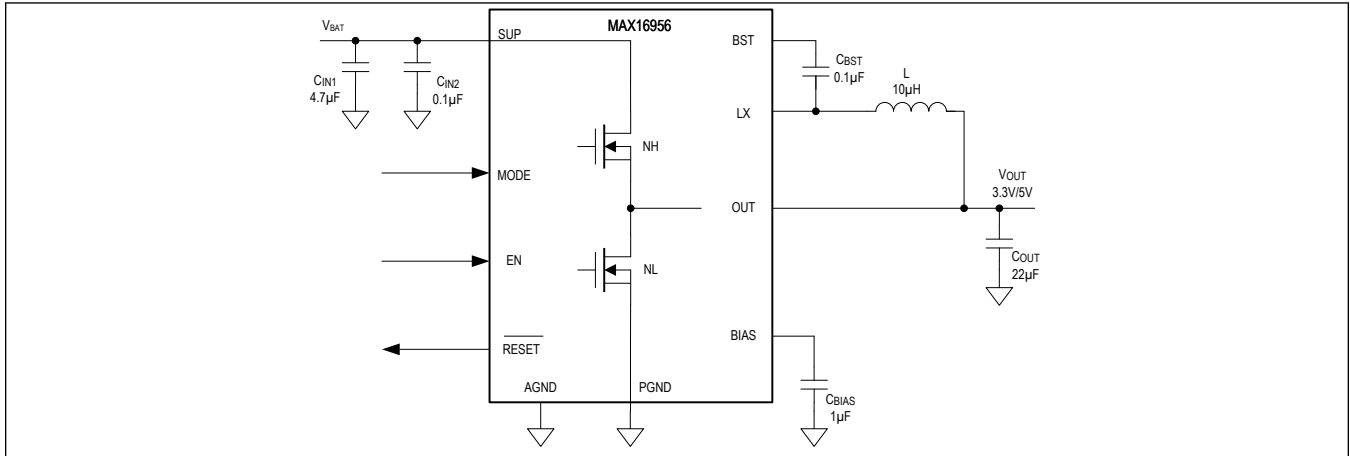 MAX16956
VBAT
SUP
BST
CIN1
4.7µF
CIN2
0.1µF
CBST
0.1µF
L
10µH
LX
NH
MODE
VOUT
3.3V/5V
OUT
EN
NL
COUT
22µF
BIAS
RESET
AGND
PGND
CBIAS
1µF